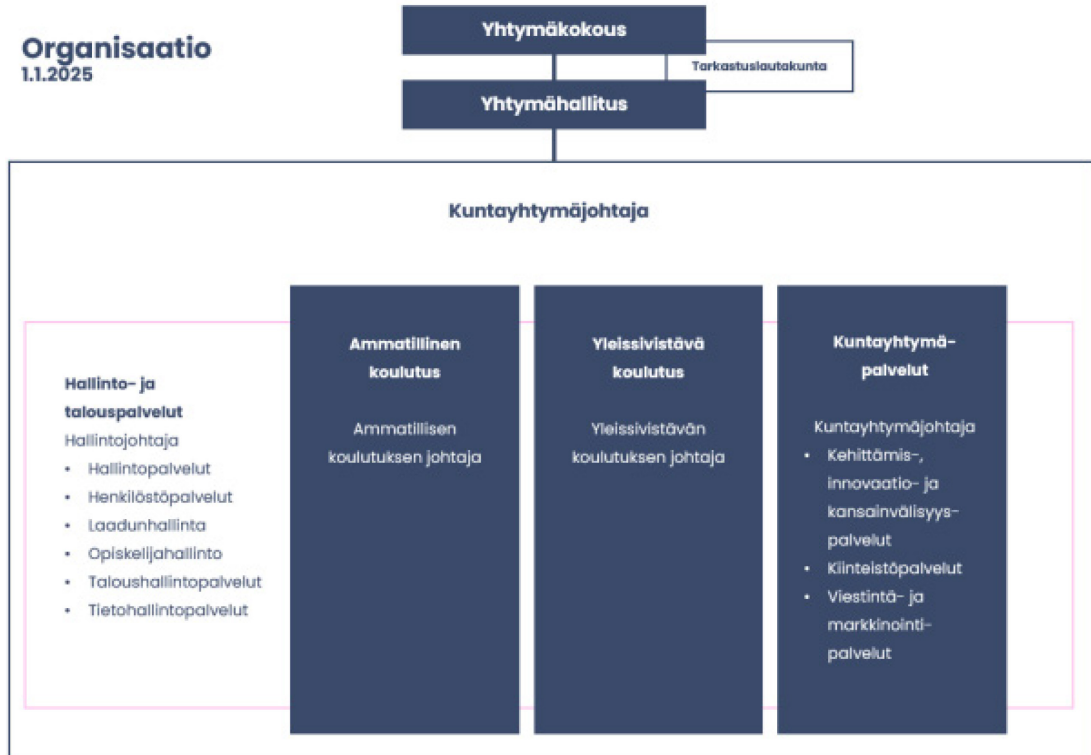 Organisaatio
1.1.2025
Yhtymäkokous
Tarkastuslautakunta
Yhtymähallitus
Kuntayhtymäjohtaja
Hallinto- ja
talouspalvelut
Hallintojohtaja
• Hallintopalvelut
• Henkilöstöpalvelut
• Laadunhallinta
• Opiskelijahallinto
• Taloushallintopalvelut
• Tietohallintopalvelut
Ammatillinen
koulutus
Ammatillisen
koulutuksen johtaja
Yleissivistävä
koulutus
Yleissivistävän
koulutuksen johtaja
Kuntayhtymä-
palvelut
Kuntayhtymäjohtaja
• Kehittämis-,
innovaatio- ja
kansainvälisyys-
palvelut
• Kiinteistöpalvelut
• Viestintä- ja
markkinointi-
palvelut